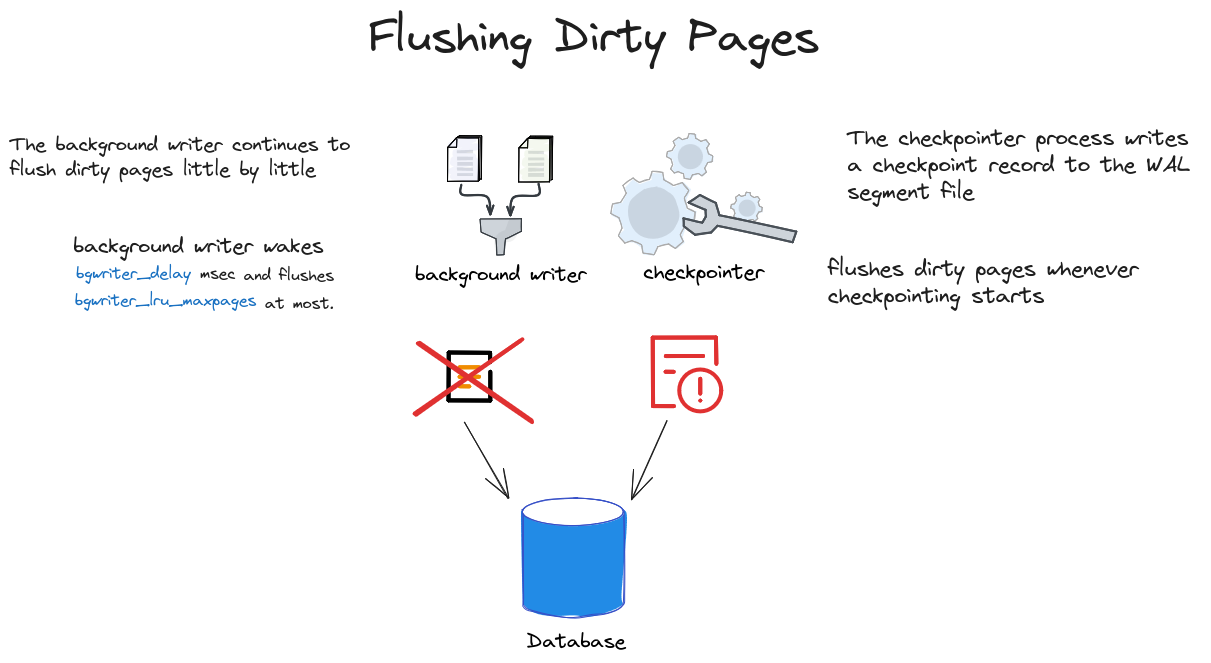 Flushing Dirty Pages
The background writer continues to
flush dirty pages little by little
background writer wakes
bgwriter_delay msec and flushes
bgwriter_lru_maxpages at most.
background writer
checkpointer
The checkpointer process writes
a checkpoint record to the WAL
segment file
flushes dirty pages whenever
checkpointing starts
Database